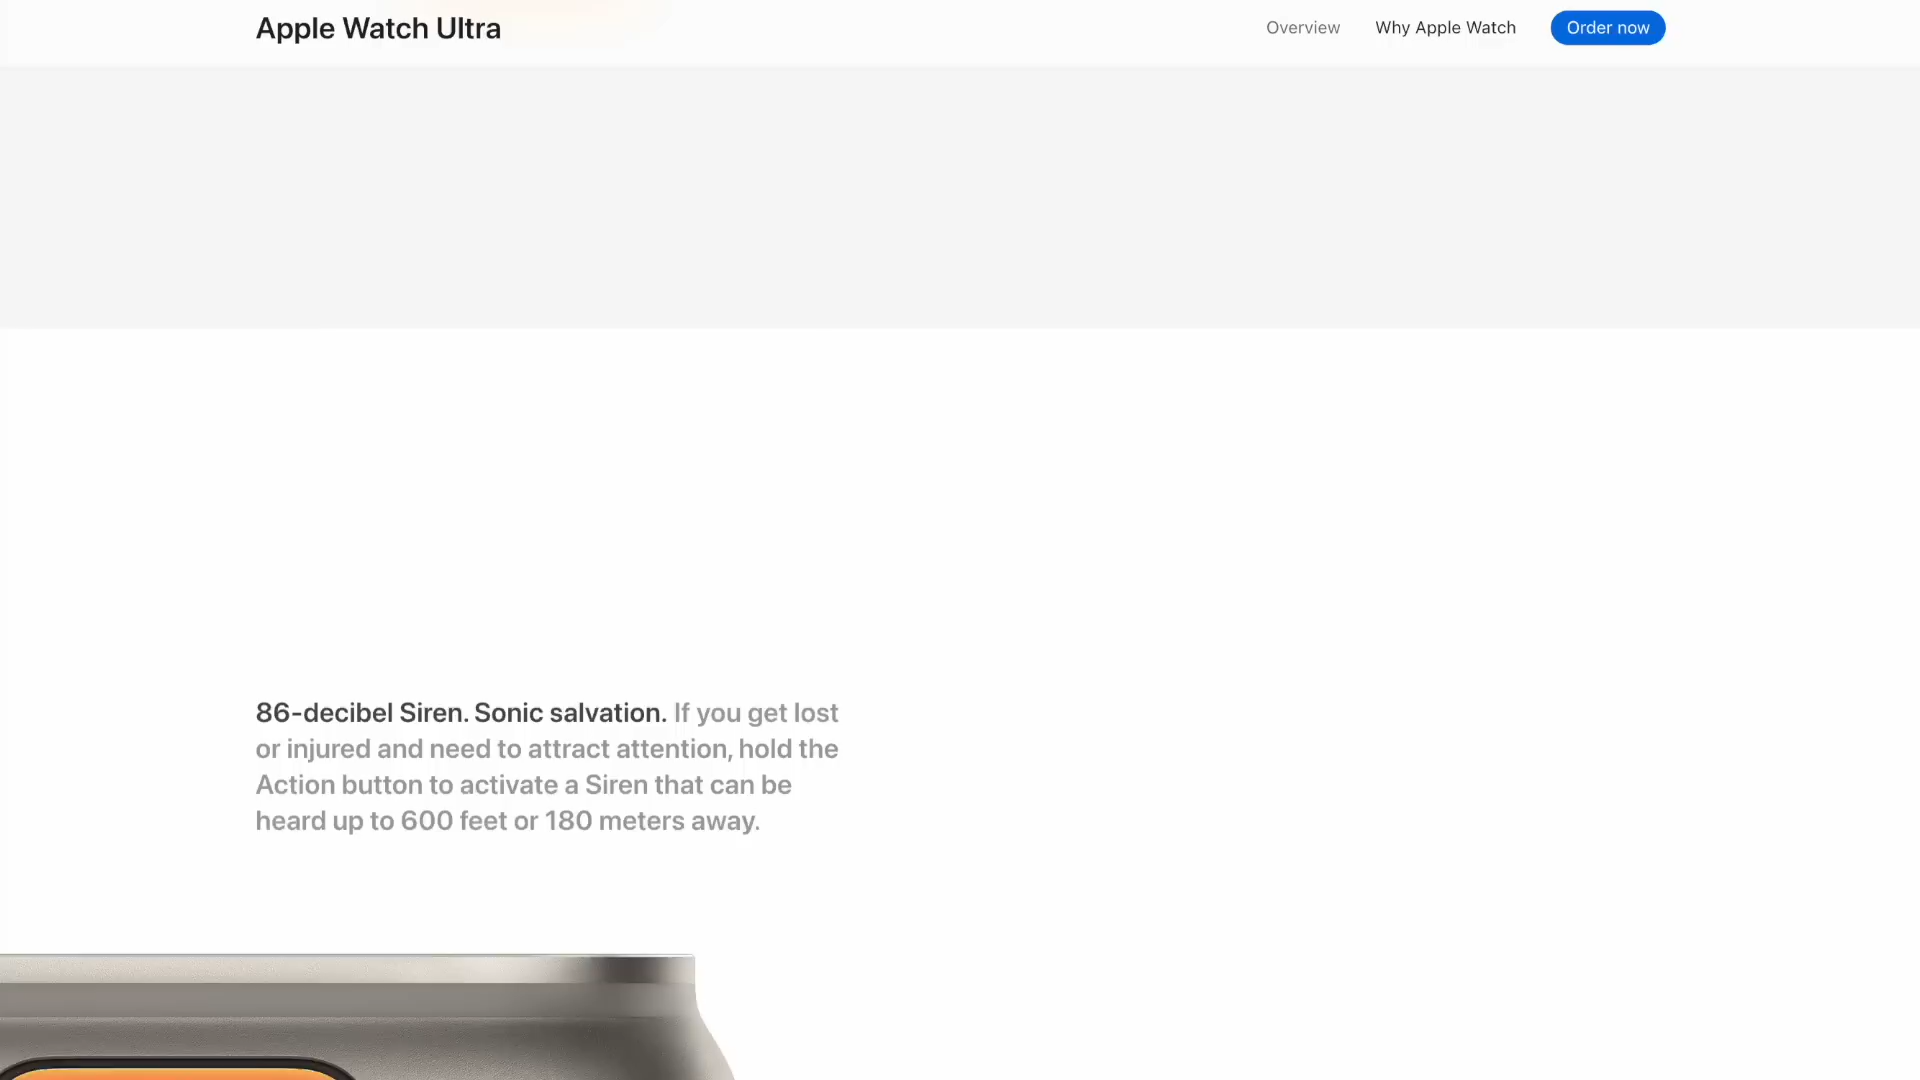 Apple Watch Ultra
Overview Why Apple Watch Order now
86-decibel Siren. Sonic salvation. If you get lost
or injured and need to attract attention, hold the
Action button to activate a Siren that can be
heard up to 600 feet or 180 meters away.